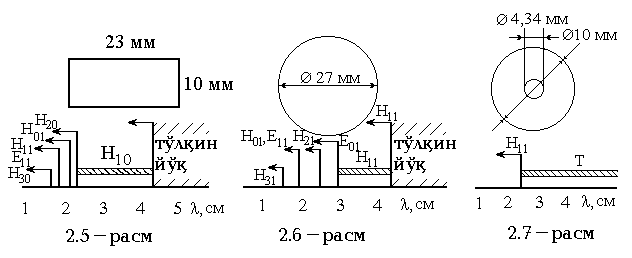 23 мм
10 мм
H20
H01
H11
E11
H30
H10
тўлқин
йўқ
1 2 3 4 5 λ, см
2.5 – расм
⌀ 27 мм
H11
H01, E11
H21
E01
H31
H11
тўлқин
йўқ
1 2 3 4 λ, см
2.6 – расм
⌀ 4,34 мм
⌀10 мм
H11
T
1 2 3 4 λ, см
2.7 – расм